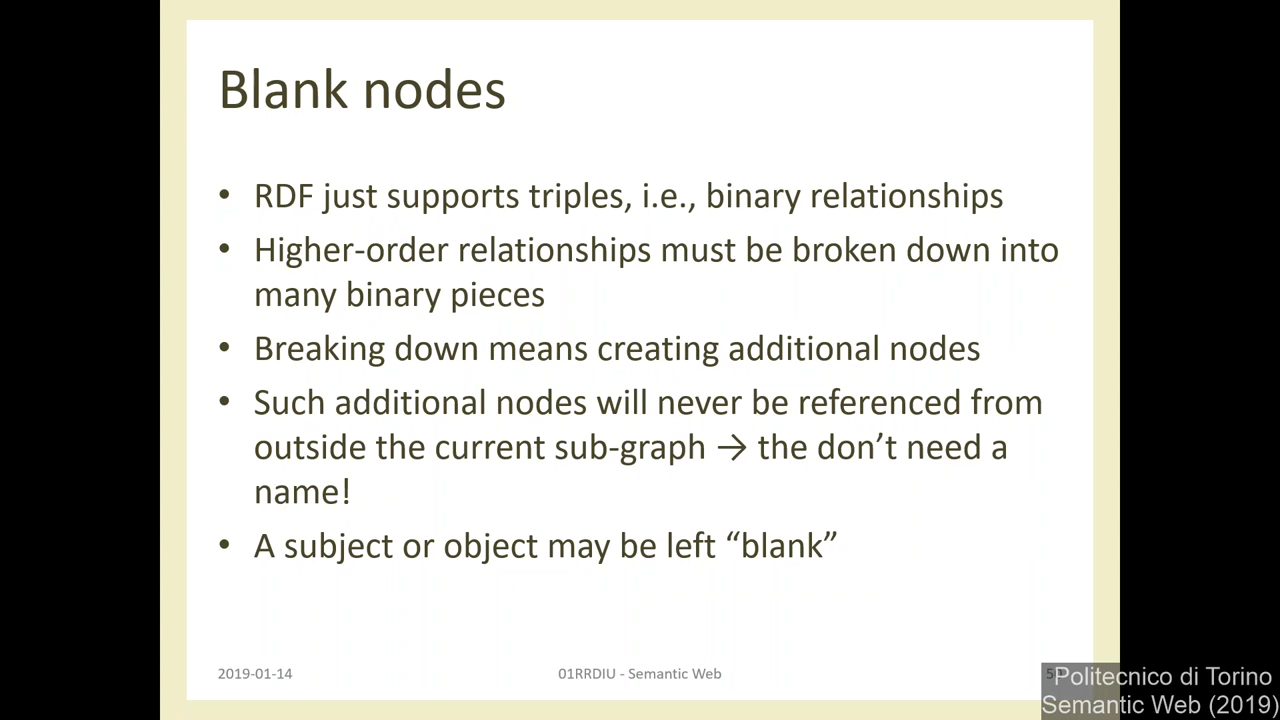 Blank nodes
• RDF just supports triples, i.e., binary relationships
• Higher-order relationships must be broken down into
many binary pieces
• Breaking down means creating additional nodes
• Such additional nodes will never be referenced from
outside the current sub-graph → the don’t need a
name!
• A subject or object may be left “blank”
2019-01-14
01RRDIU - Semantic Web
Politecnico di Torino
Semantic Web (2019)